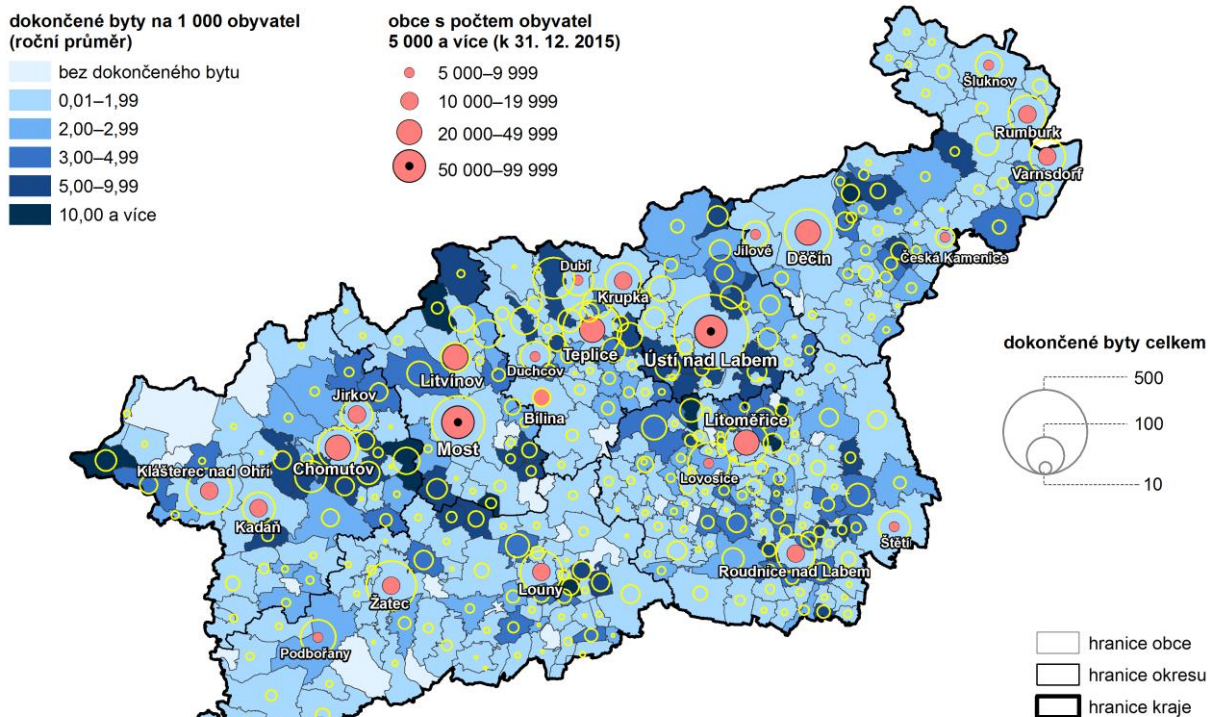 dokončené byty na 1 000 obyvatel
(roční průměr)
bez dokončeného bytu
0,01–1,99
2,00–2,99
3,00–4,99
5,00–9,99
10,00 a více
obce s počtem obyvatel
5 000 a více (k 31. 12. 2015)
5 000–9 999
10 000–19 999
20 000–49 999
50 000–99 999
Šluknov
Rumburk
Varnsdorf
Jílové
Děčín
Česká Kamenice
Dubí
Krupka
Teplice
Ústí nad Labem
Duchcov
Litvínov
Bílina
Jirkov
Most
Litoměřice
Chomutov
Lovosice
Klášterec nad Ohří
Kadaň
Štětí
Roudnice nad Labem
Louny
Žatec
Podbořany
dokončené byty celkem
500
100
10
hranice obce
hranice okresu
hranice kraje